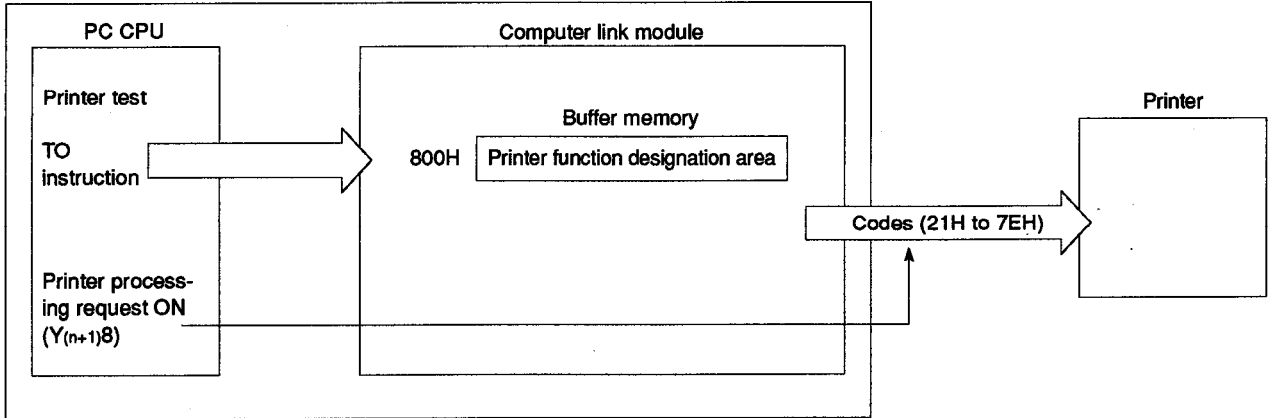 PC CPU
Computer link module
Printer test
TO
instruction
Buffer memory
800H
Printer function designation area
Printer
Codes (21H to 7EH)
Printer process-
ing request ON
(Y(n+1)8)